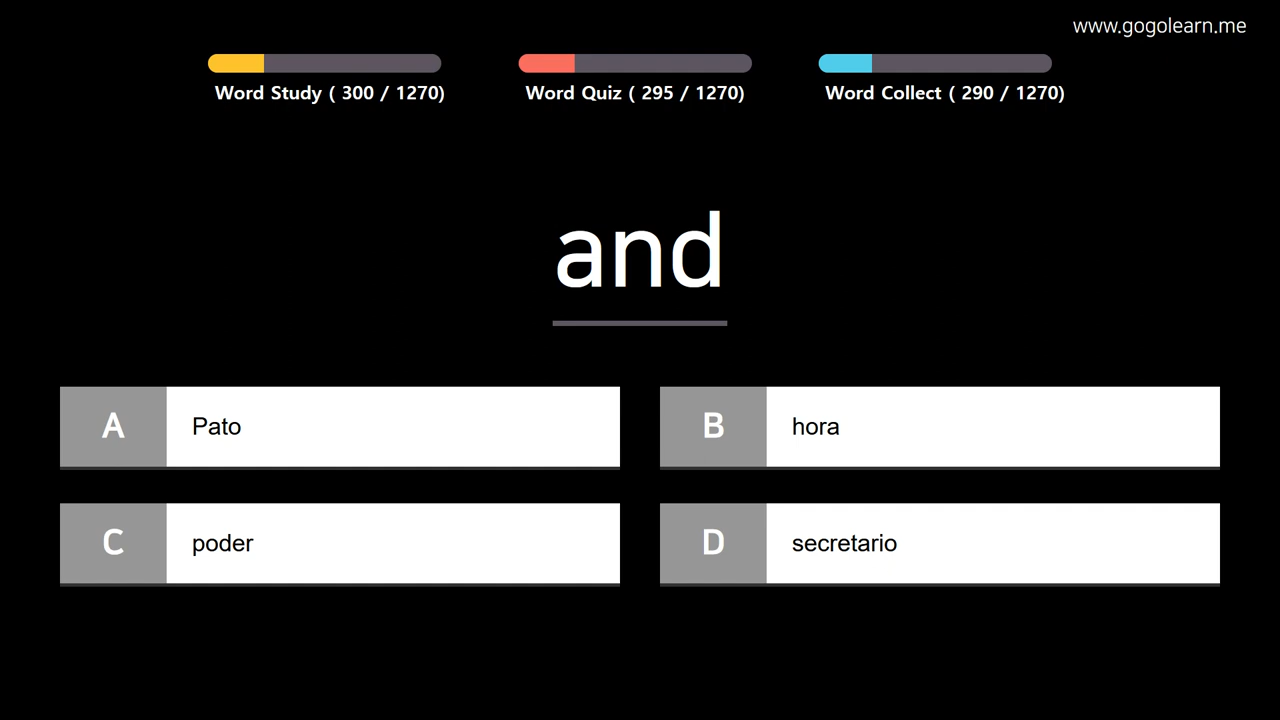 www.gogolearn.me
Word Study ( 300 / 1270)
Word Quiz ( 295 / 1270)
Word Collect ( 290 / 1270)
and
A Pato
B hora
C poder
D secretario